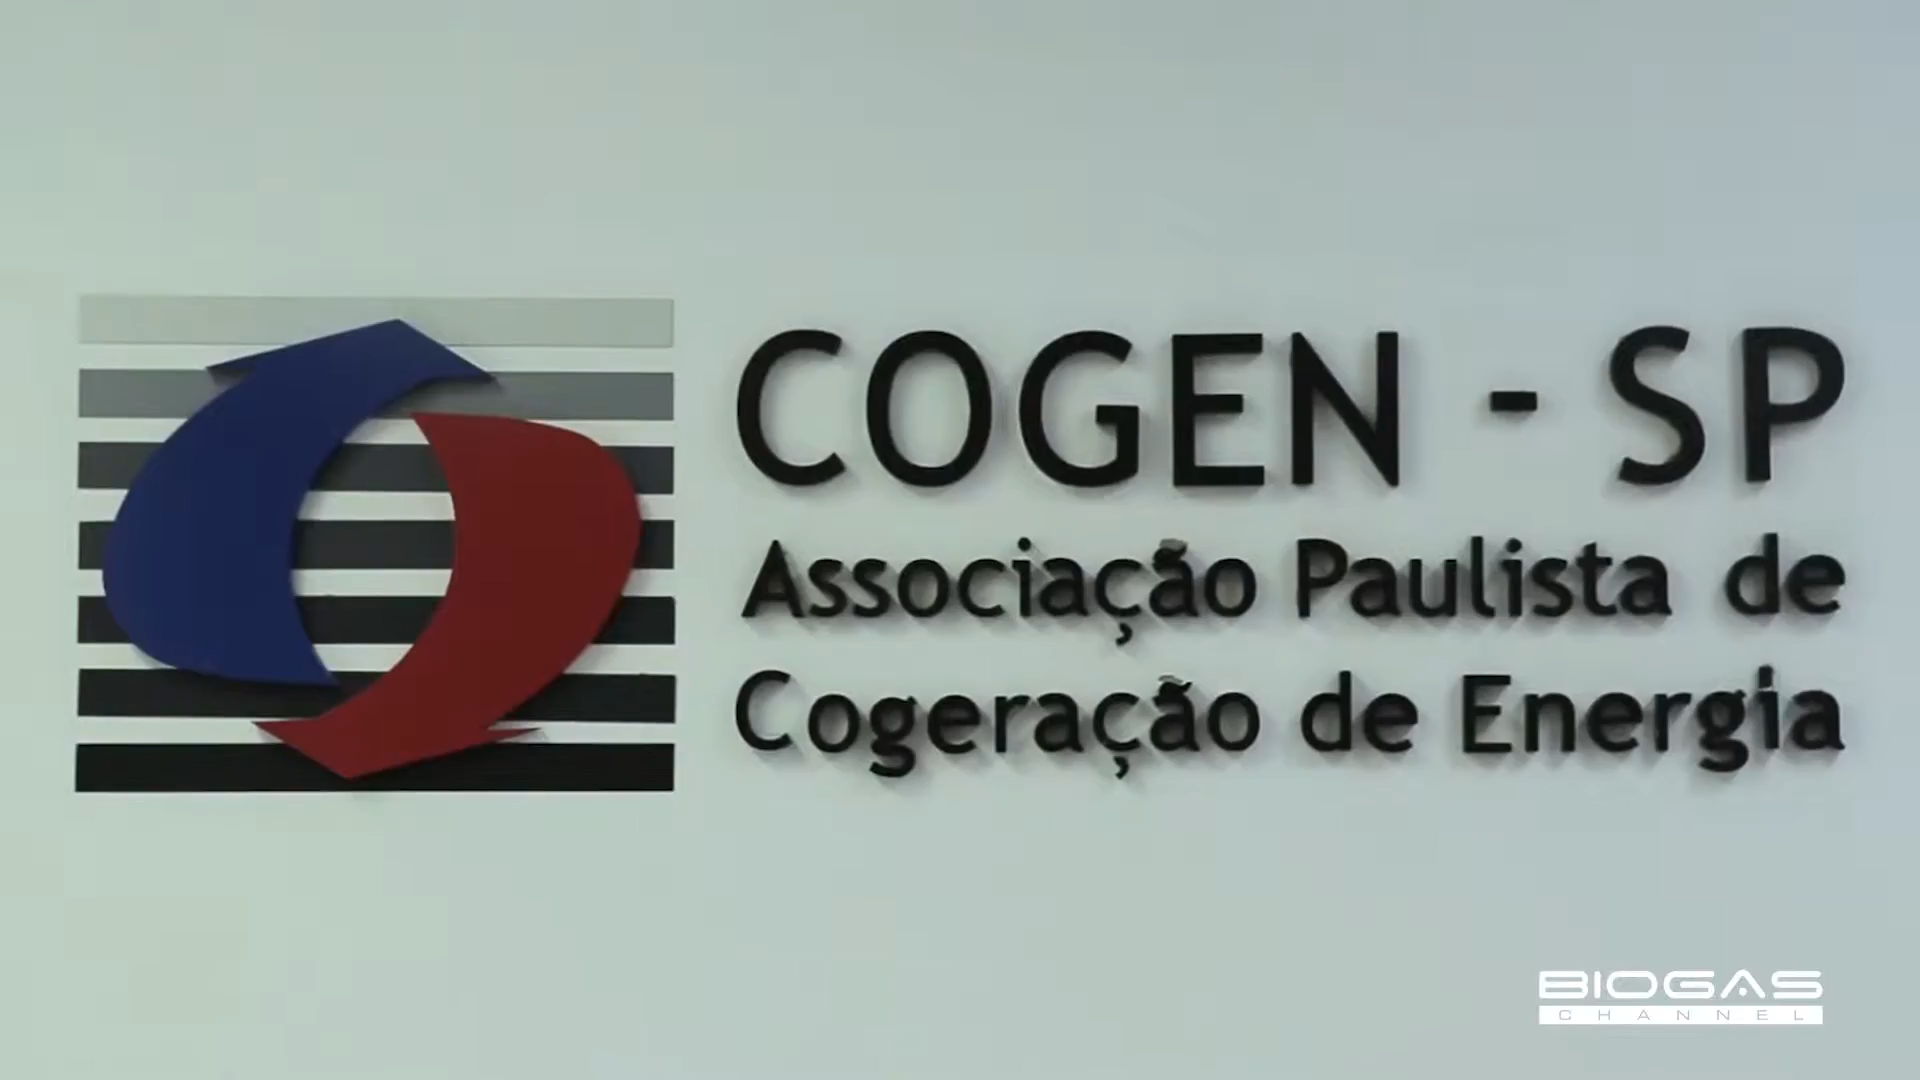 COGEN - SP
Associação Paulista de
Cogeração de Energia
BIOGAS
CHANNEL